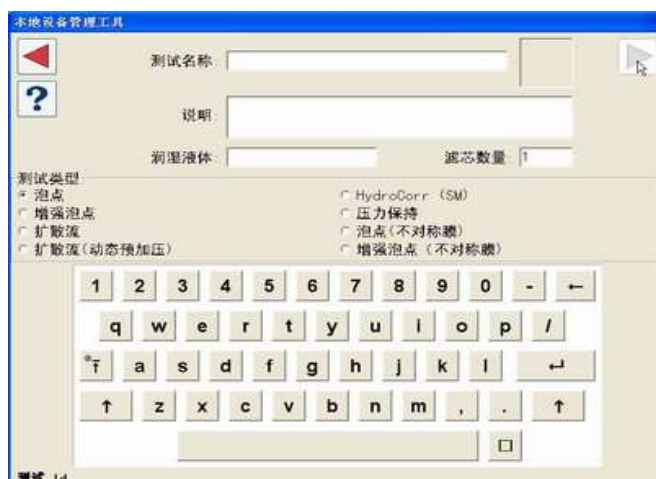 本地设备管理工具
测试名称
?
说明:
润湿液体:
滤芯数量: 1
测试类型
泡点
HydroCorr (SM)
增强泡点
压力保持
扩散流
泡点(不对称膜)
扩散流(动态预加压)
增强泡点 (不对称膜)
1 2 3 4 5 6 7 8 9 0 - ←
q w e r t y u i o p /
a s d f g h j k l ↵
↑ z x c v b n m , . ↑